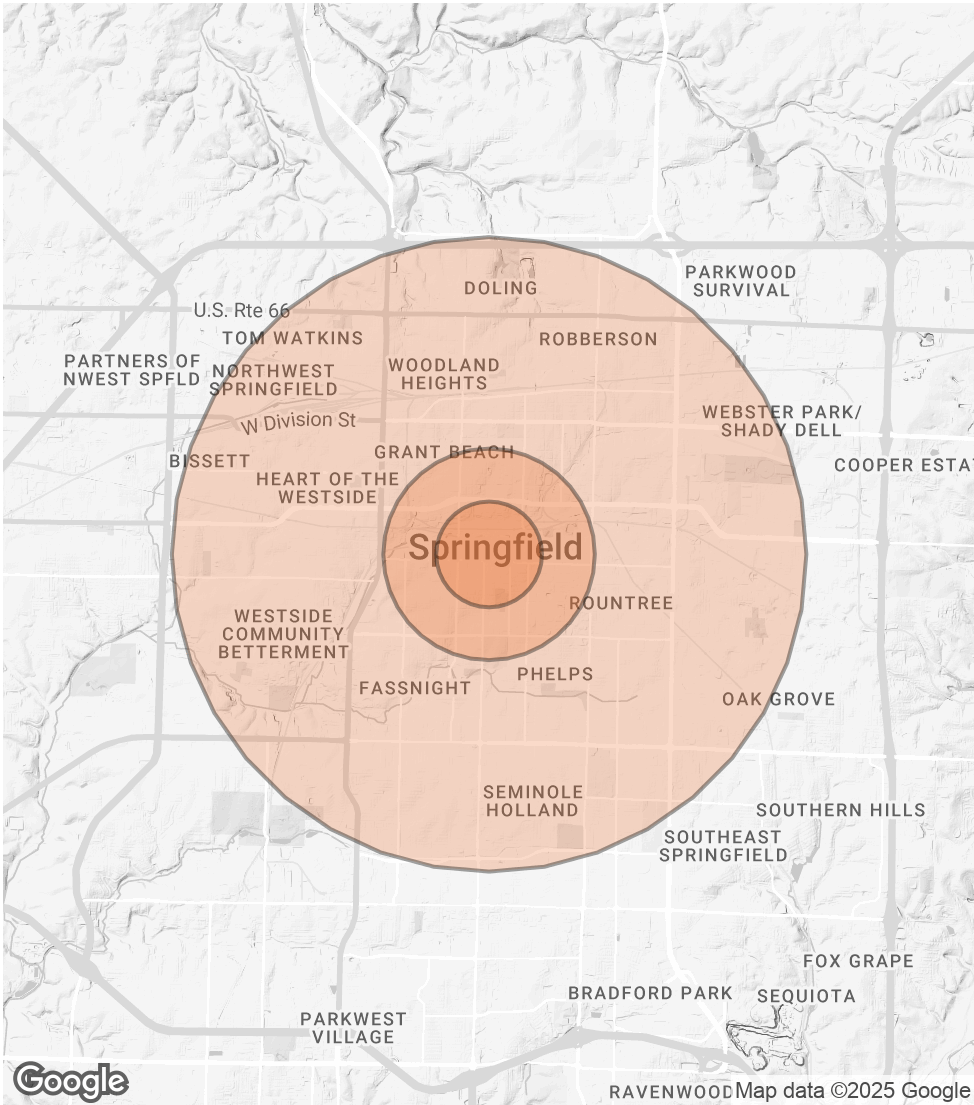 PARKWOOD
SURVIVAL
DOLING
U.S. Rte 66
TOM WATKINS
ROBBERSON
PARTNERS OF
NWEST SPFLD
NORTHWEST
SPRINGFIELD
WOODLAND
HEIGHTS
W Division St
WEBSTER PARK/
SHADY DELL
GRANT BEACH
BISSETT
COOPER ESTA
HEART OF THE
WESTSIDE
Springfield
ROUNTREE
WESTSIDE
COMMUNITY
BETTERMENT
PHELPS
FASSNIGHT
OAK GROVE
SEMINOLE
HOLLAND
SOUTHERN HILLS
SOUTHEAST
SPRINGFIELD
FOX GRAPE
BRADFORD PARK
SEQUIOTA
PARKWEST
VILLAGE
Google
RAVENWOOD
Map data ©2025 Google